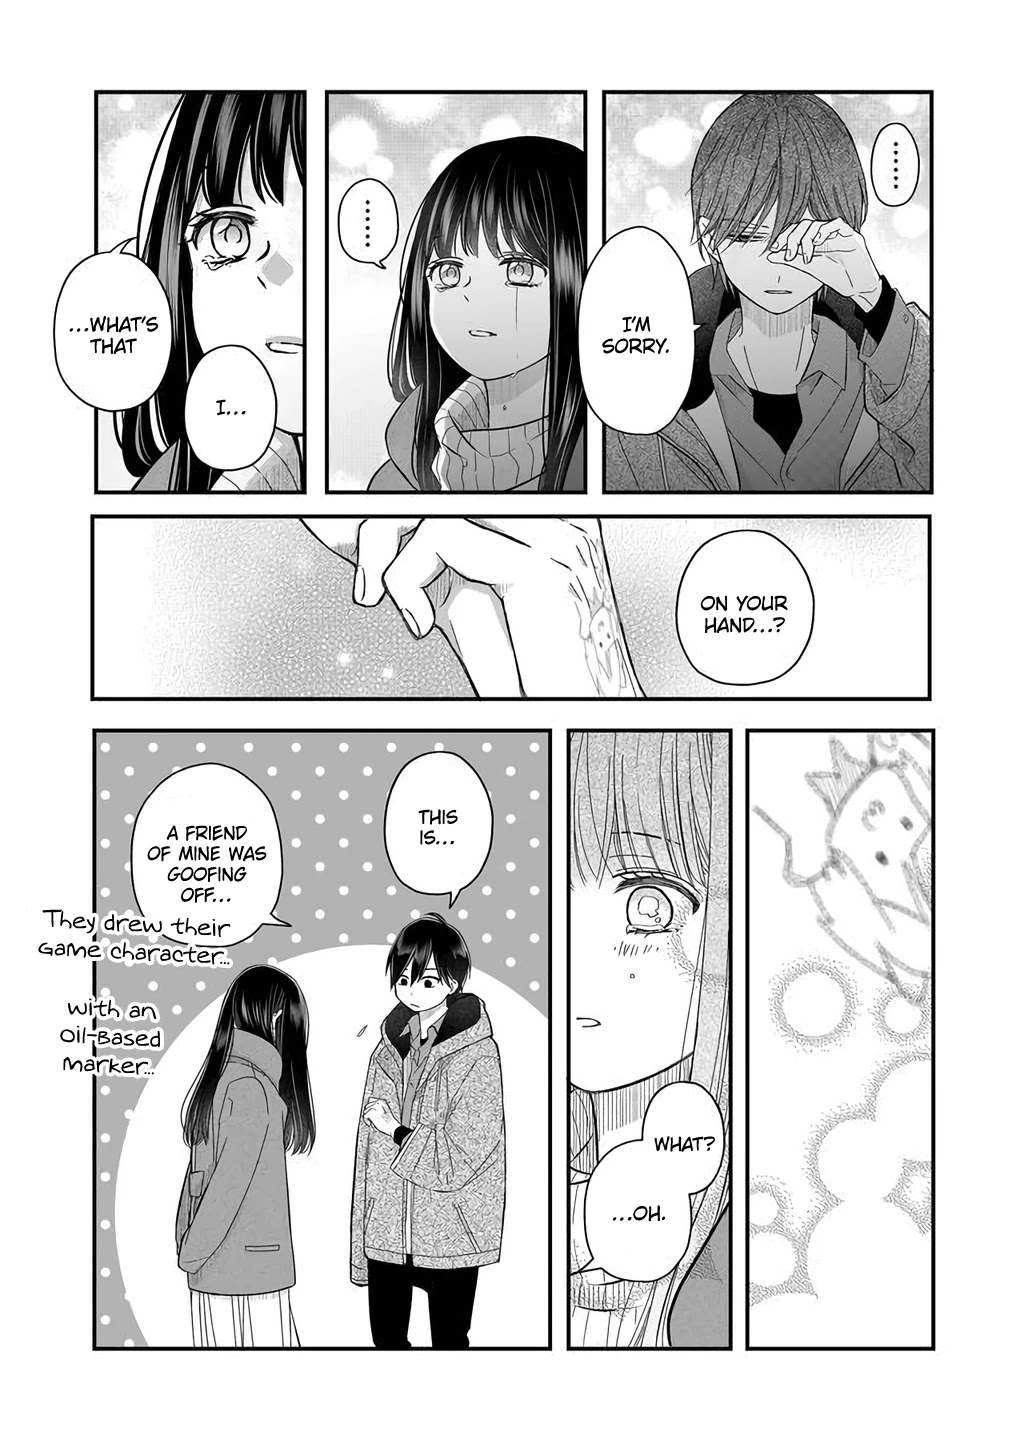 ......
I'M
SORRY.
......
I...
...WHAT'S
THAT
ON YOUR
HAND...?
WHAT?
...OH.
THIS
IS...
A FRIEND
OF MINE WAS
GOOFING
OFF...
They drew their
Game character...
with an
Oil-Based
marker...